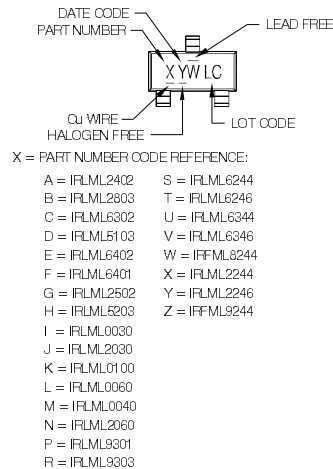 DATE CODE
PART NUMBER
LEAD FREE
X YW LC
Cu WIRE
HALOGEN FREE
LOT CODE
X = PART NUMBER CODE REFERENCE:
A = IRLML2402 S = IRLML6244
B = IRLML2803 T = IRLML6246
C = IRLML6302 U = IRLML6344
D = IRLML5103 V = IRLML6346
E = IRLML6402 W = IRFML8244
F = IRLML6401 X = IRLML2244
G = IRLML2502 Y = IRLML2246
H = IRLML5203 Z = IRFML9244
I = IRLML0030
J = IRLML2030
K = IRLML0100
L = IRLML0060
M = IRLML0040
N = IRLML2060
P = IRLML9301
R = IRLML9303